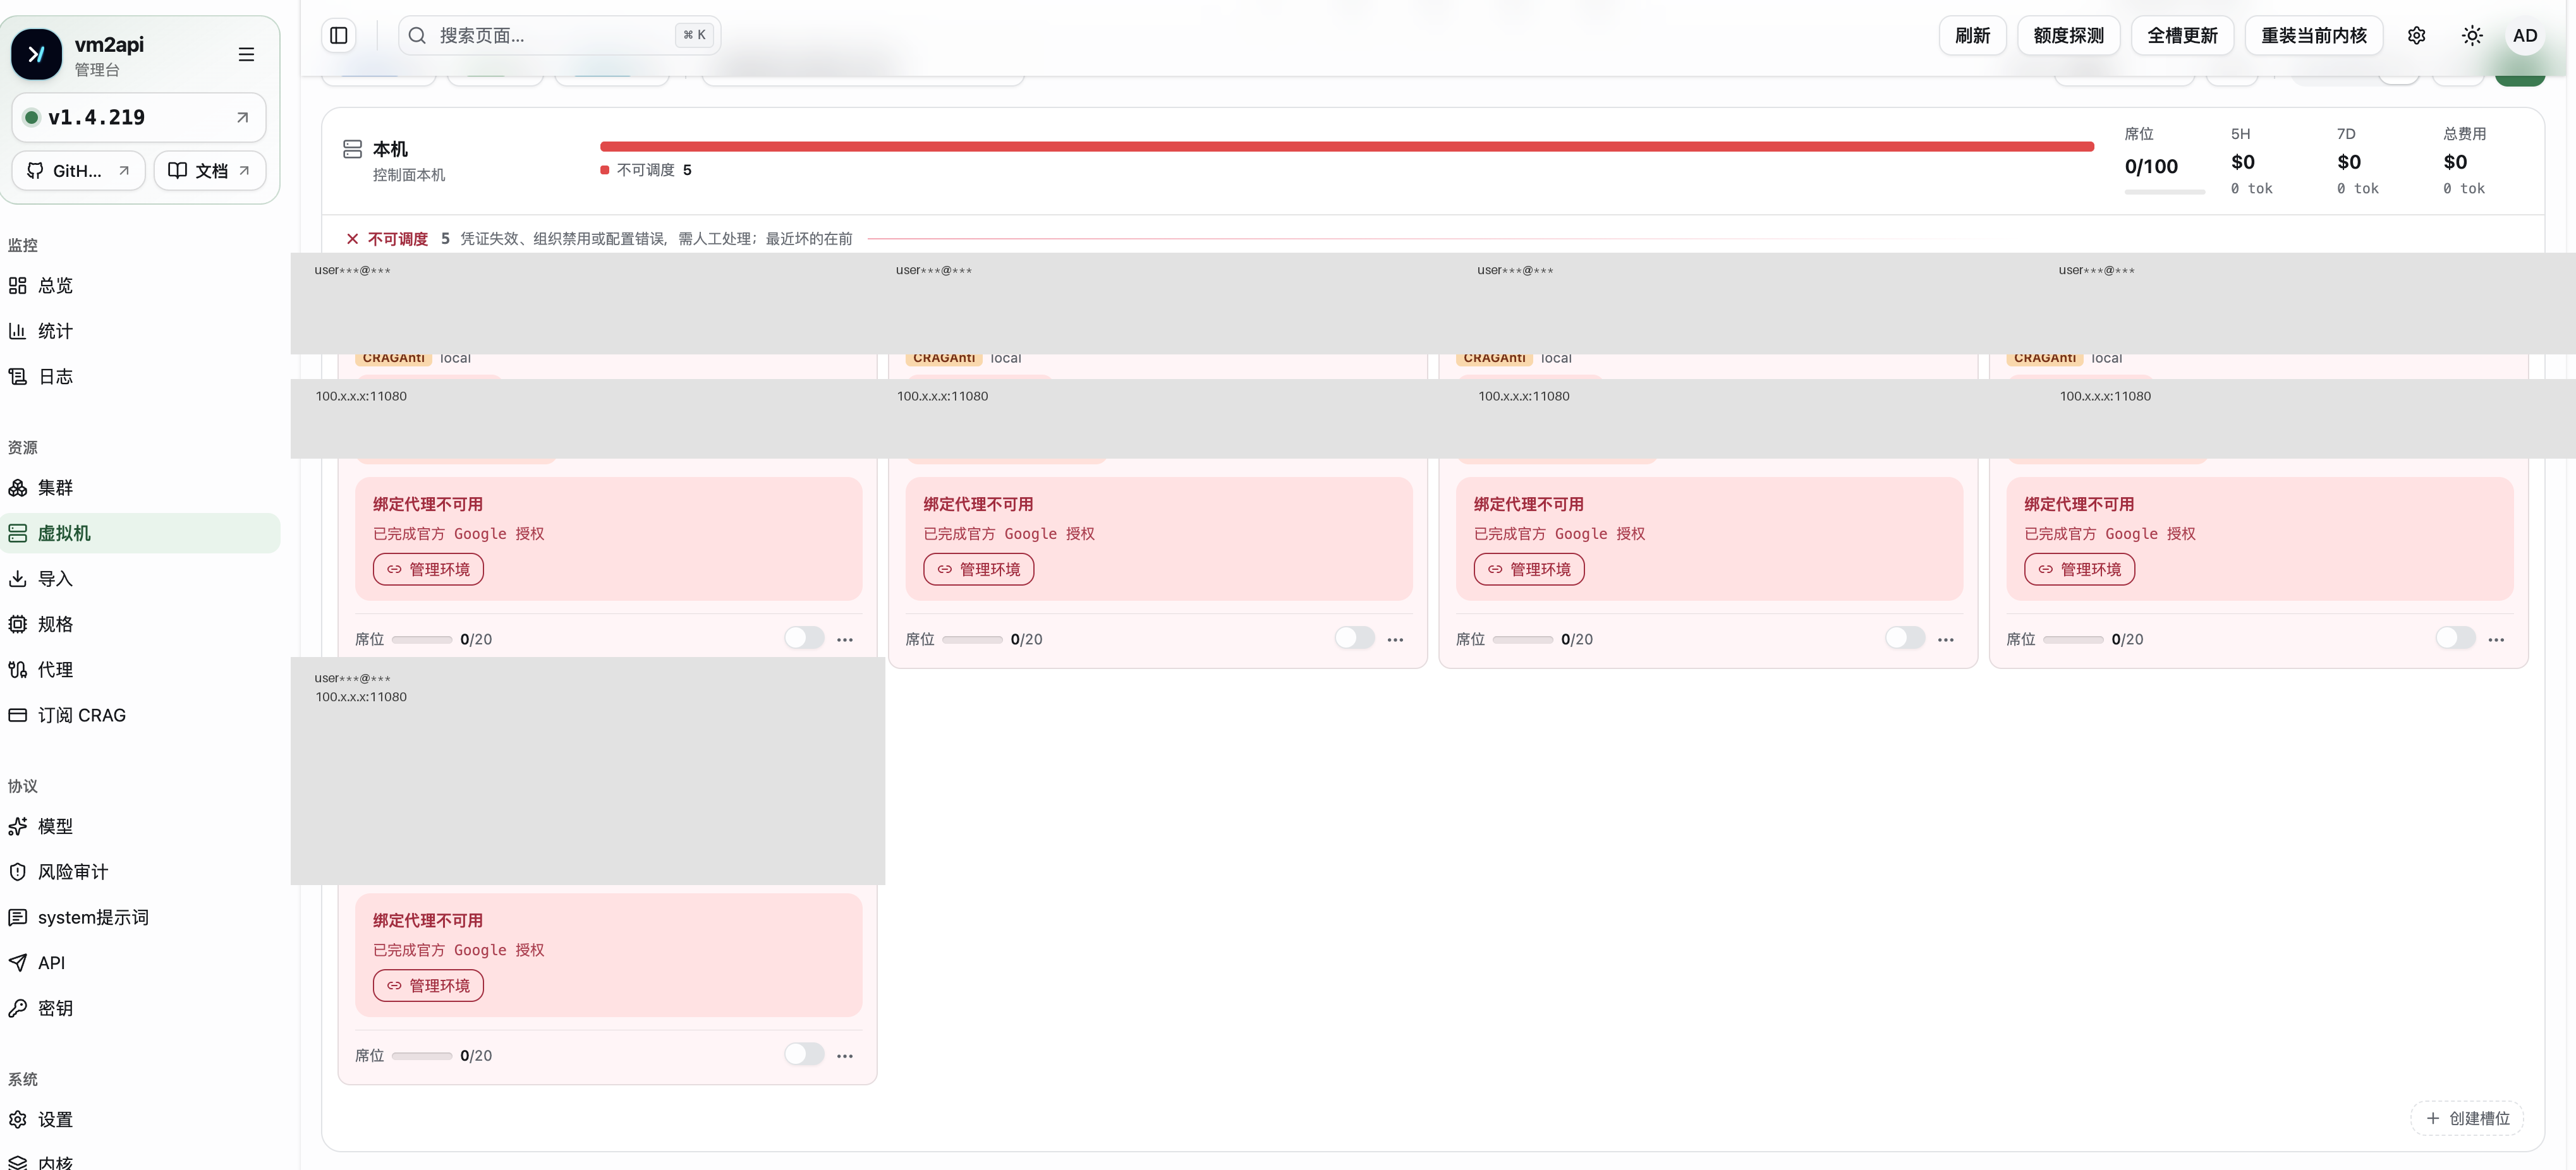 vm2api
管理台
v1.4.219
GitH...
文档
监控
总览
统计
日志
资源
集群
虚拟机
导入
规格
代理
订阅 CRAG
协议
模型
风险审计
system提示词
API
密钥
系统
设置
内核
搜索页面...
⌘ K
刷新
额度探测
全槽更新
重装当前内核
AD
本机
控制面本机
不可调度 5
席位
0/100
5H
$0
0 tok
7D
$0
0 tok
总费用
$0
0 tok
不可调度 5 凭证失效、组织禁用或配置错误，需人工处理；最近坏的在前
user***@*** user***@*** user***@*** user***@***
CRAGAnti local CRAGAnti local CRAGAnti local CRAGAnti local
100.x.x.x:11080 100.x.x.x:11080 100.x.x.x:11080 100.x.x.x:11080
绑定代理不可用 绑定代理不可用 绑定代理不可用 绑定代理不可用
已完成官方 Google 授权 已完成官方 Google 授权 已完成官方 Google 授权 已完成官方 Google 授权
管理环境 管理环境 管理环境 管理环境
席位 0/20 席位 0/20 席位 0/20 席位 0/20
user***@***
100.x.x.x:11080
绑定代理不可用
已完成官方 Google 授权
管理环境
席位 0/20
创建槽位